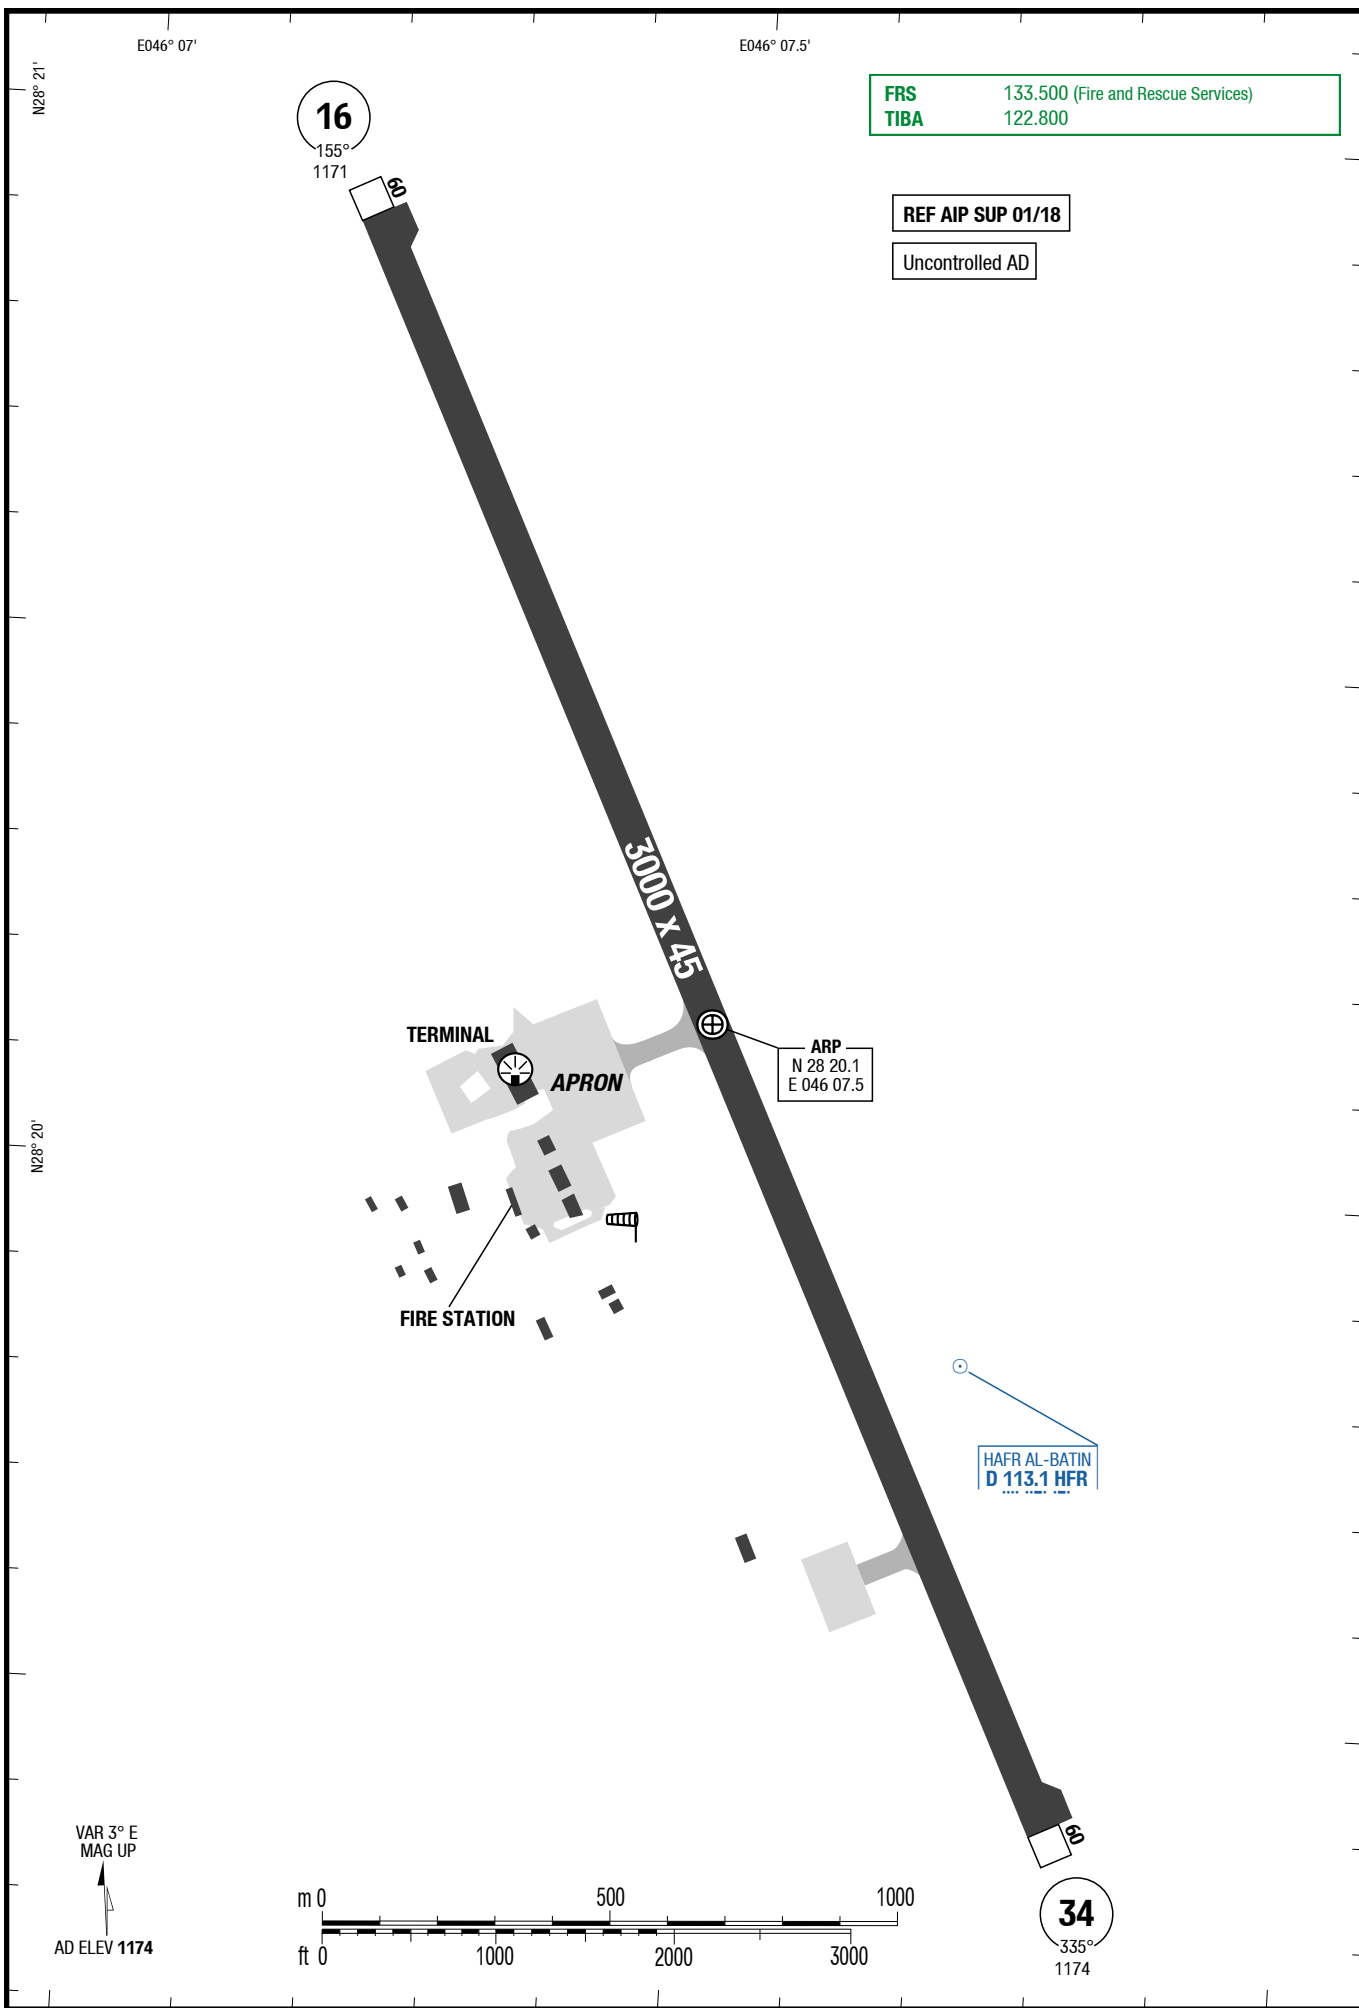 E046° 07'
E046° 07.5'
N28° 21'
FRS 133.500 (Fire and Rescue Services)
TIBA 122.800
16
155°
1171
60
REF AIP SUP 01/18
Uncontrolled AD
3000 x 45
TERMINAL
APRON
ARP
N 28 20.1
E 046 07.5
N28° 20'
FIRE STATION
HAFR AL-BATIN
D 113.1 HFR
60
VAR 3° E
MAG UP
AD ELEV 1174
m 0 500 1000
ft 0 1000 2000 3000
34
335°
1174